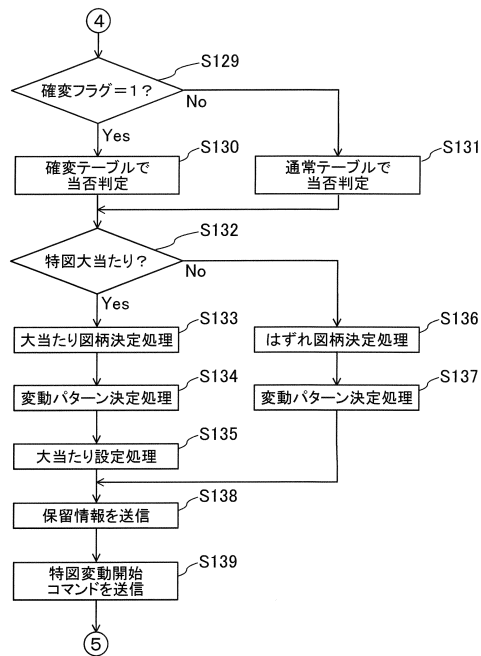 ④
S129
確変フラグ=1?
No
Yes
S130
確変テーブルで
当否判定
S131
通常テーブルで
当否判定
S132
特図大当たり?
No
Yes
S133
大当たり図柄決定処理
S136
はずれ図柄決定処理
S134
変動パターン決定処理
S137
変動パターン決定処理
S135
大当たり設定処理
S138
保留情報を送信
S139
特図変動開始
コマンドを送信
⑤